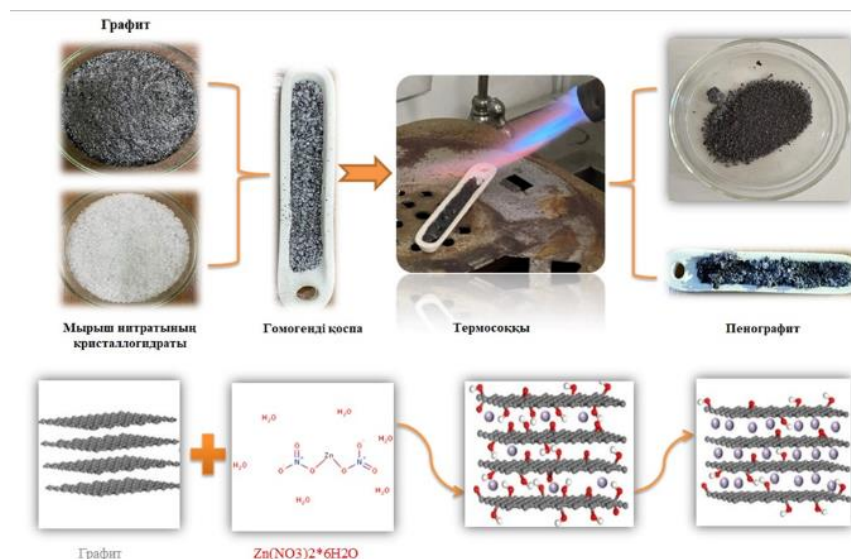 Графит
Мырыш нитратының
кристаллогидраты
Гомогенді қоспа
Термосоққы
Пенографит
H₂O
H₂O
H₂O
H₂O
H₂O
H₂O
O
O
N⁺
O⁻
O
Zn
O
N⁺
O
O⁻
Графит
Zn(NO3)2*6H2O